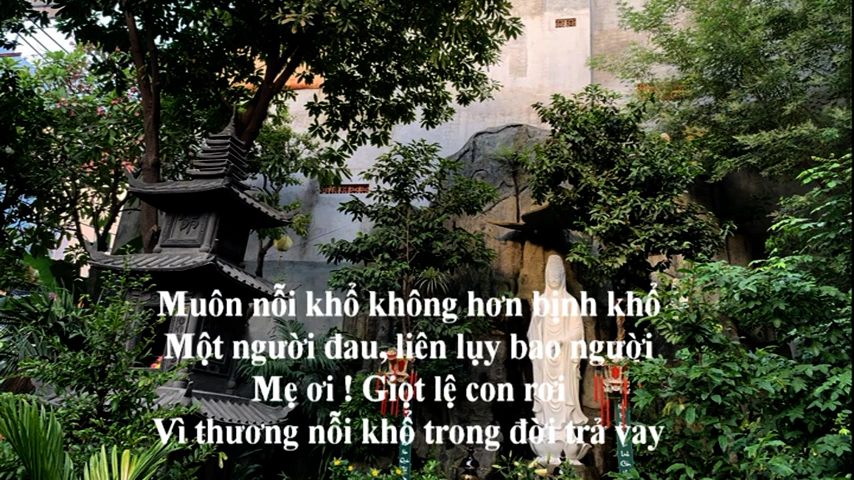 Muôn nỗi khổ không hơn bịnh khổ
Một người đau, liên lụy bao người
Mẹ ơi ! Giọt lệ con rơi
Vì thương nỗi khổ trong đời trả vay